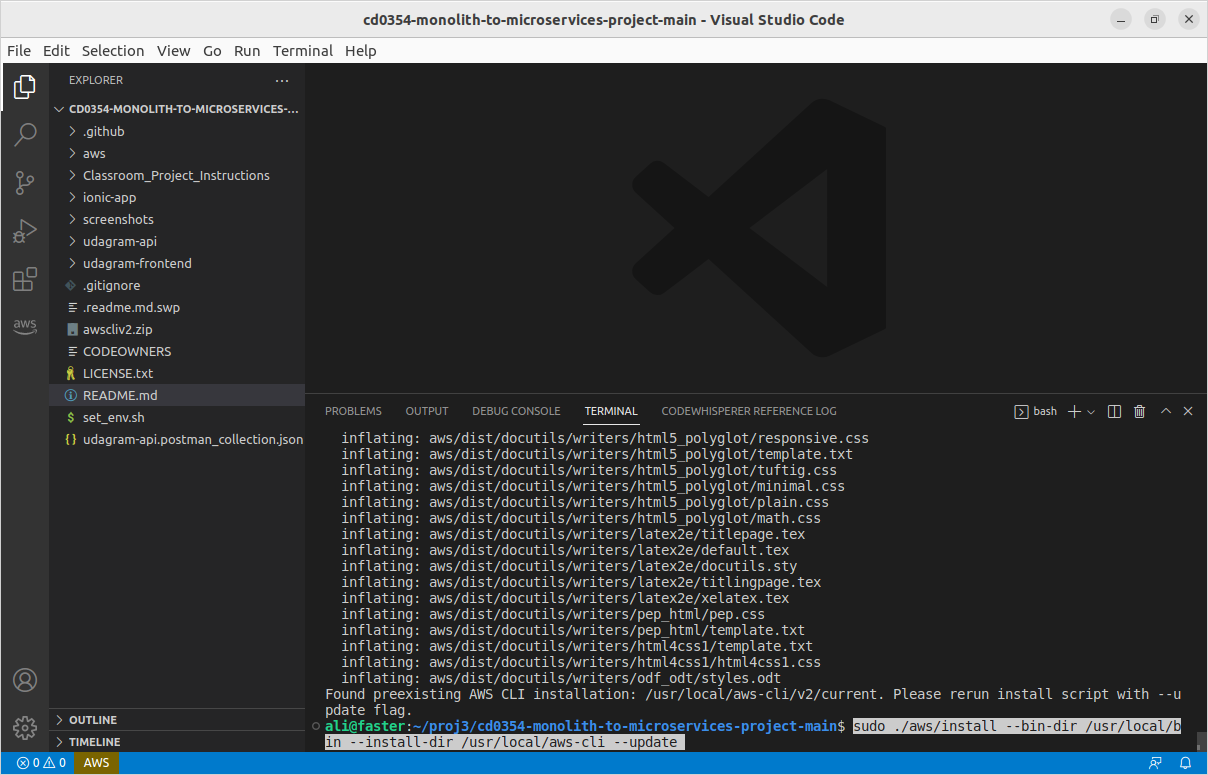 cd0354-monolith-to-microservices-project-main - Visual Studio Code
File Edit Selection View Go Run Terminal Help
EXPLORER ···
CD0354-MONOLITH-TO-MICROSERVICES-...
.github
aws
Classroom_Project_Instructions
ionic-app
screenshots
udagram-api
udagram-frontend
.gitignore
.readme.md.swp
awscliv2.zip
CODEOWNERS
LICENSE.txt
README.md
$ set_env.sh
{} udagram-api.postman_collection.json
aws
OUTLINE
TIMELINE
PROBLEMS OUTPUT DEBUG CONSOLE TERMINAL CODEWHISPERER REFERENCE LOG bash
inflating: aws/dist/docutils/writers/html5_polyglot/responsive.css
inflating: aws/dist/docutils/writers/html5_polyglot/template.txt
inflating: aws/dist/docutils/writers/html5_polyglot/tuftig.css
inflating: aws/dist/docutils/writers/html5_polyglot/minimal.css
inflating: aws/dist/docutils/writers/html5_polyglot/plain.css
inflating: aws/dist/docutils/writers/html5_polyglot/math.css
inflating: aws/dist/docutils/writers/latex2e/titlepage.tex
inflating: aws/dist/docutils/writers/latex2e/default.tex
inflating: aws/dist/docutils/writers/latex2e/docutils.sty
inflating: aws/dist/docutils/writers/latex2e/titlingpage.tex
inflating: aws/dist/docutils/writers/latex2e/xelatex.tex
inflating: aws/dist/docutils/writers/pep_html/pep.css
inflating: aws/dist/docutils/writers/pep_html/template.txt
inflating: aws/dist/docutils/writers/html4css1/template.txt
inflating: aws/dist/docutils/writers/html4css1/html4css1.css
inflating: aws/dist/docutils/writers/odf_odt/styles.odt
Found preexisting AWS CLI installation: /usr/local/aws-cli/v2/current. Please rerun install script with --u
pdate flag.
ali@faster:~/proj3/cd0354-monolith-to-microservices-project-main$ sudo ./aws/install --bin-dir /usr/local/b
in --install-dir /usr/local/aws-cli --update
0 0 AWS